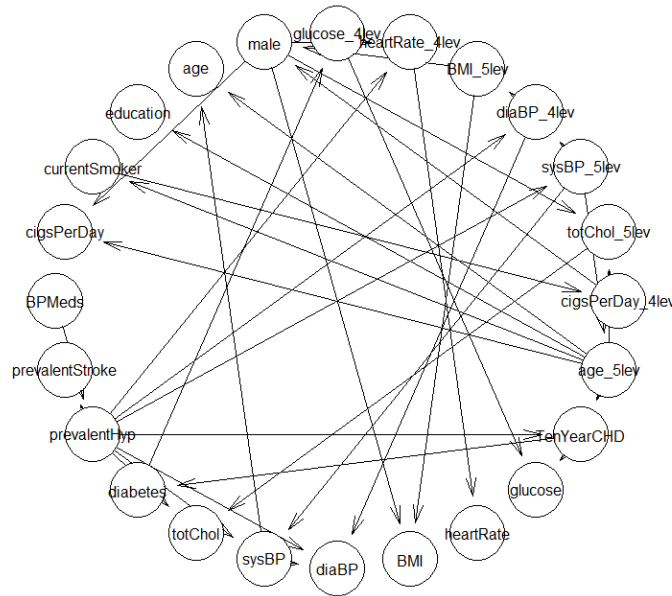 glucose_4lev
heartRate_4lev
male
BMI_5lev
age
diaBP_4lev
education
sysBP_5lev
currentSmoker
totChol_5lev
cigsPerDay
cigsPerDay_4lev
BPMeds
age_5lev
prevalentStroke
prevalentHyp
TenYearCHD
diabetes
glucose
totChol
heartRate
sysBP
diaBP
BMI